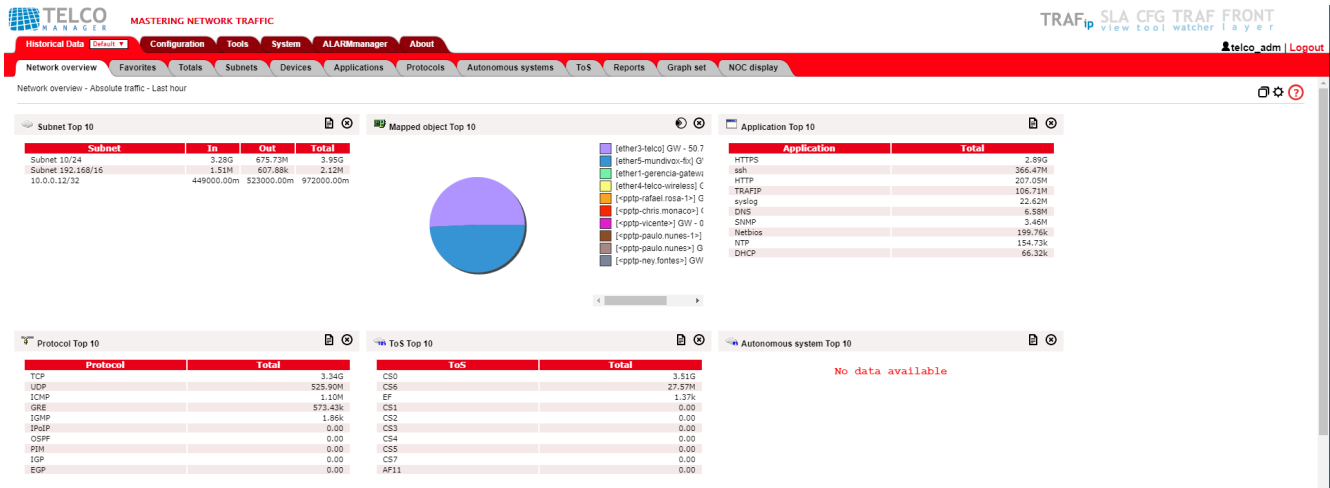 TELCO
MANAGER
MASTERING NETWORK TRAFFIC
TRAFip SLA CFG TRAF FRONT
view tool watcher layer
Historical Data Default ▼ Configuration Tools System ALARMmanager About
telco_adm | Logout
Network overview Favorites Totals Subnets Devices Applications Protocols Autonomous systems ToS Reports Graph set NOC display
Network overview - Absolute traffic - Last hour
Subnet Top 10
Subnet In Out Total
Subnet 10/24 3.28G 675.73M 3.95G
Subnet 192.168/16 1.51M 607.88k 2.12M
10.0.0.12/32 449000.00m 523000.00m 972000.00m
Mapped object Top 10
[ether3-telco] GW - 50.7
[ether5-mundivox-fix] G
[ether1-gerencia-gatewa
[ether4-telco-wireless] G
[<pptp-rafael.rosa-1>] G
[<pptp-chris.monaco>] (
[<pptp-vicente>] GW - 0
[<pptp-paulo.nunes-1>]
[<pptp-paulo.nunes>] G
[<pptp-ney.fontes>] GW
Application Top 10
Application Total
HTTPS 2.89G
ssh 366.47M
HTTP 207.05M
TRAFIP 106.71M
syslog 22.62M
DNS 6.58M
SNMP 3.46M
Netbios 199.76k
NTP 154.73k
DHCP 66.32k
Protocol Top 10
Protocol Total
TCP 3.34G
UDP 525.90M
ICMP 1.10M
GRE 573.43k
IGMP 1.86k
IPoIP 0.00
OSPF 0.00
PIM 0.00
IGP 0.00
EGP 0.00
ToS Top 10
ToS Total
CS0 3.51G
CS6 27.57M
EF 1.37k
CS1 0.00
CS2 0.00
CS3 0.00
CS4 0.00
CS5 0.00
CS7 0.00
AF11 0.00
Autonomous system Top 10
No data available